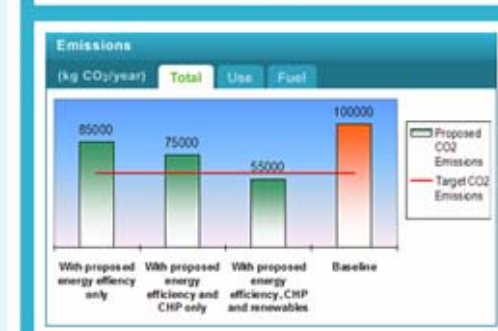 Emissions
(kg CO2/year) Total Use Fuel
100000
85000
75000
55000
Proposed
CO2
Emissions
Target CO2
Emissions
With proposed
energy effiency
only
With proposed
energy
efficiency and
CHP only
With proposed
energy
efficiency, CHP
and renewables
Baseline